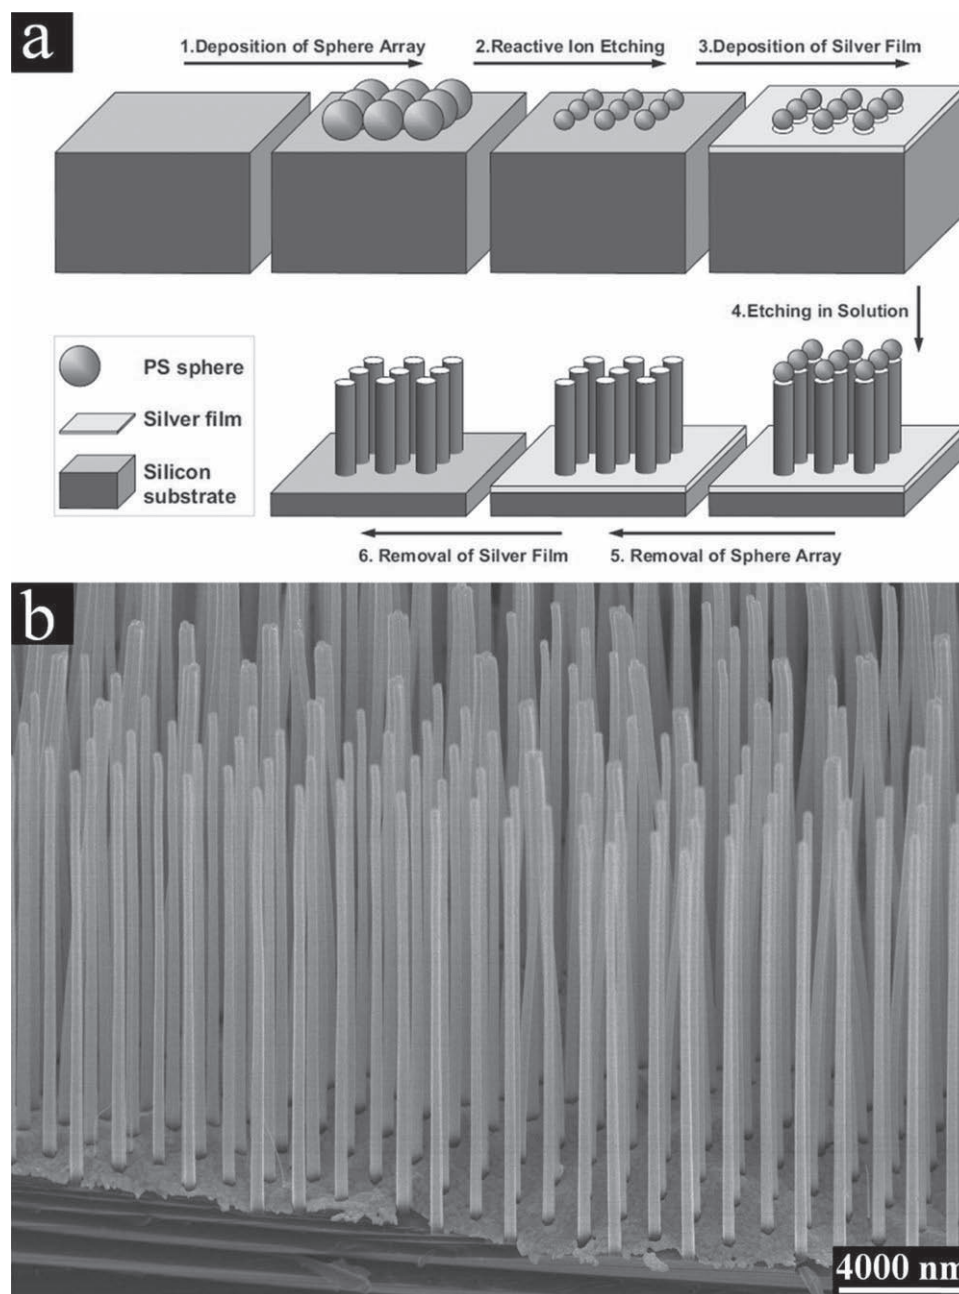 a
1.Deposition of Sphere Array
2.Reactive Ion Etching
3.Deposition of Silver Film
4.Etching in Solution
PS sphere
Silver film
Silicon
substrate
6. Removal of Silver Film
5. Removal of Sphere Array
b
4000 nm